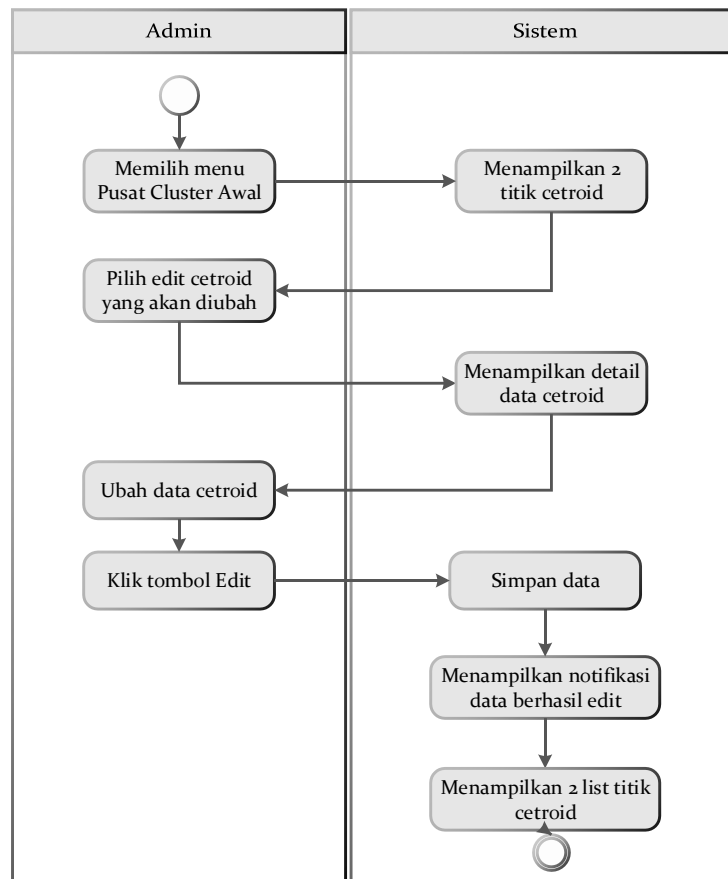 Admin
Sistem
Memilih menu
Pusat Cluster Awal
Menampilkan 2
titik cetroid
Pilih edit cetroid
yang akan diubah
Menampilkan detail
data cetroid
Ubah data cetroid
Klik tombol Edit
Simpan data
Menampilkan notifikasi
data berhasil edit
Menampilkan 2 list titik
cetroid